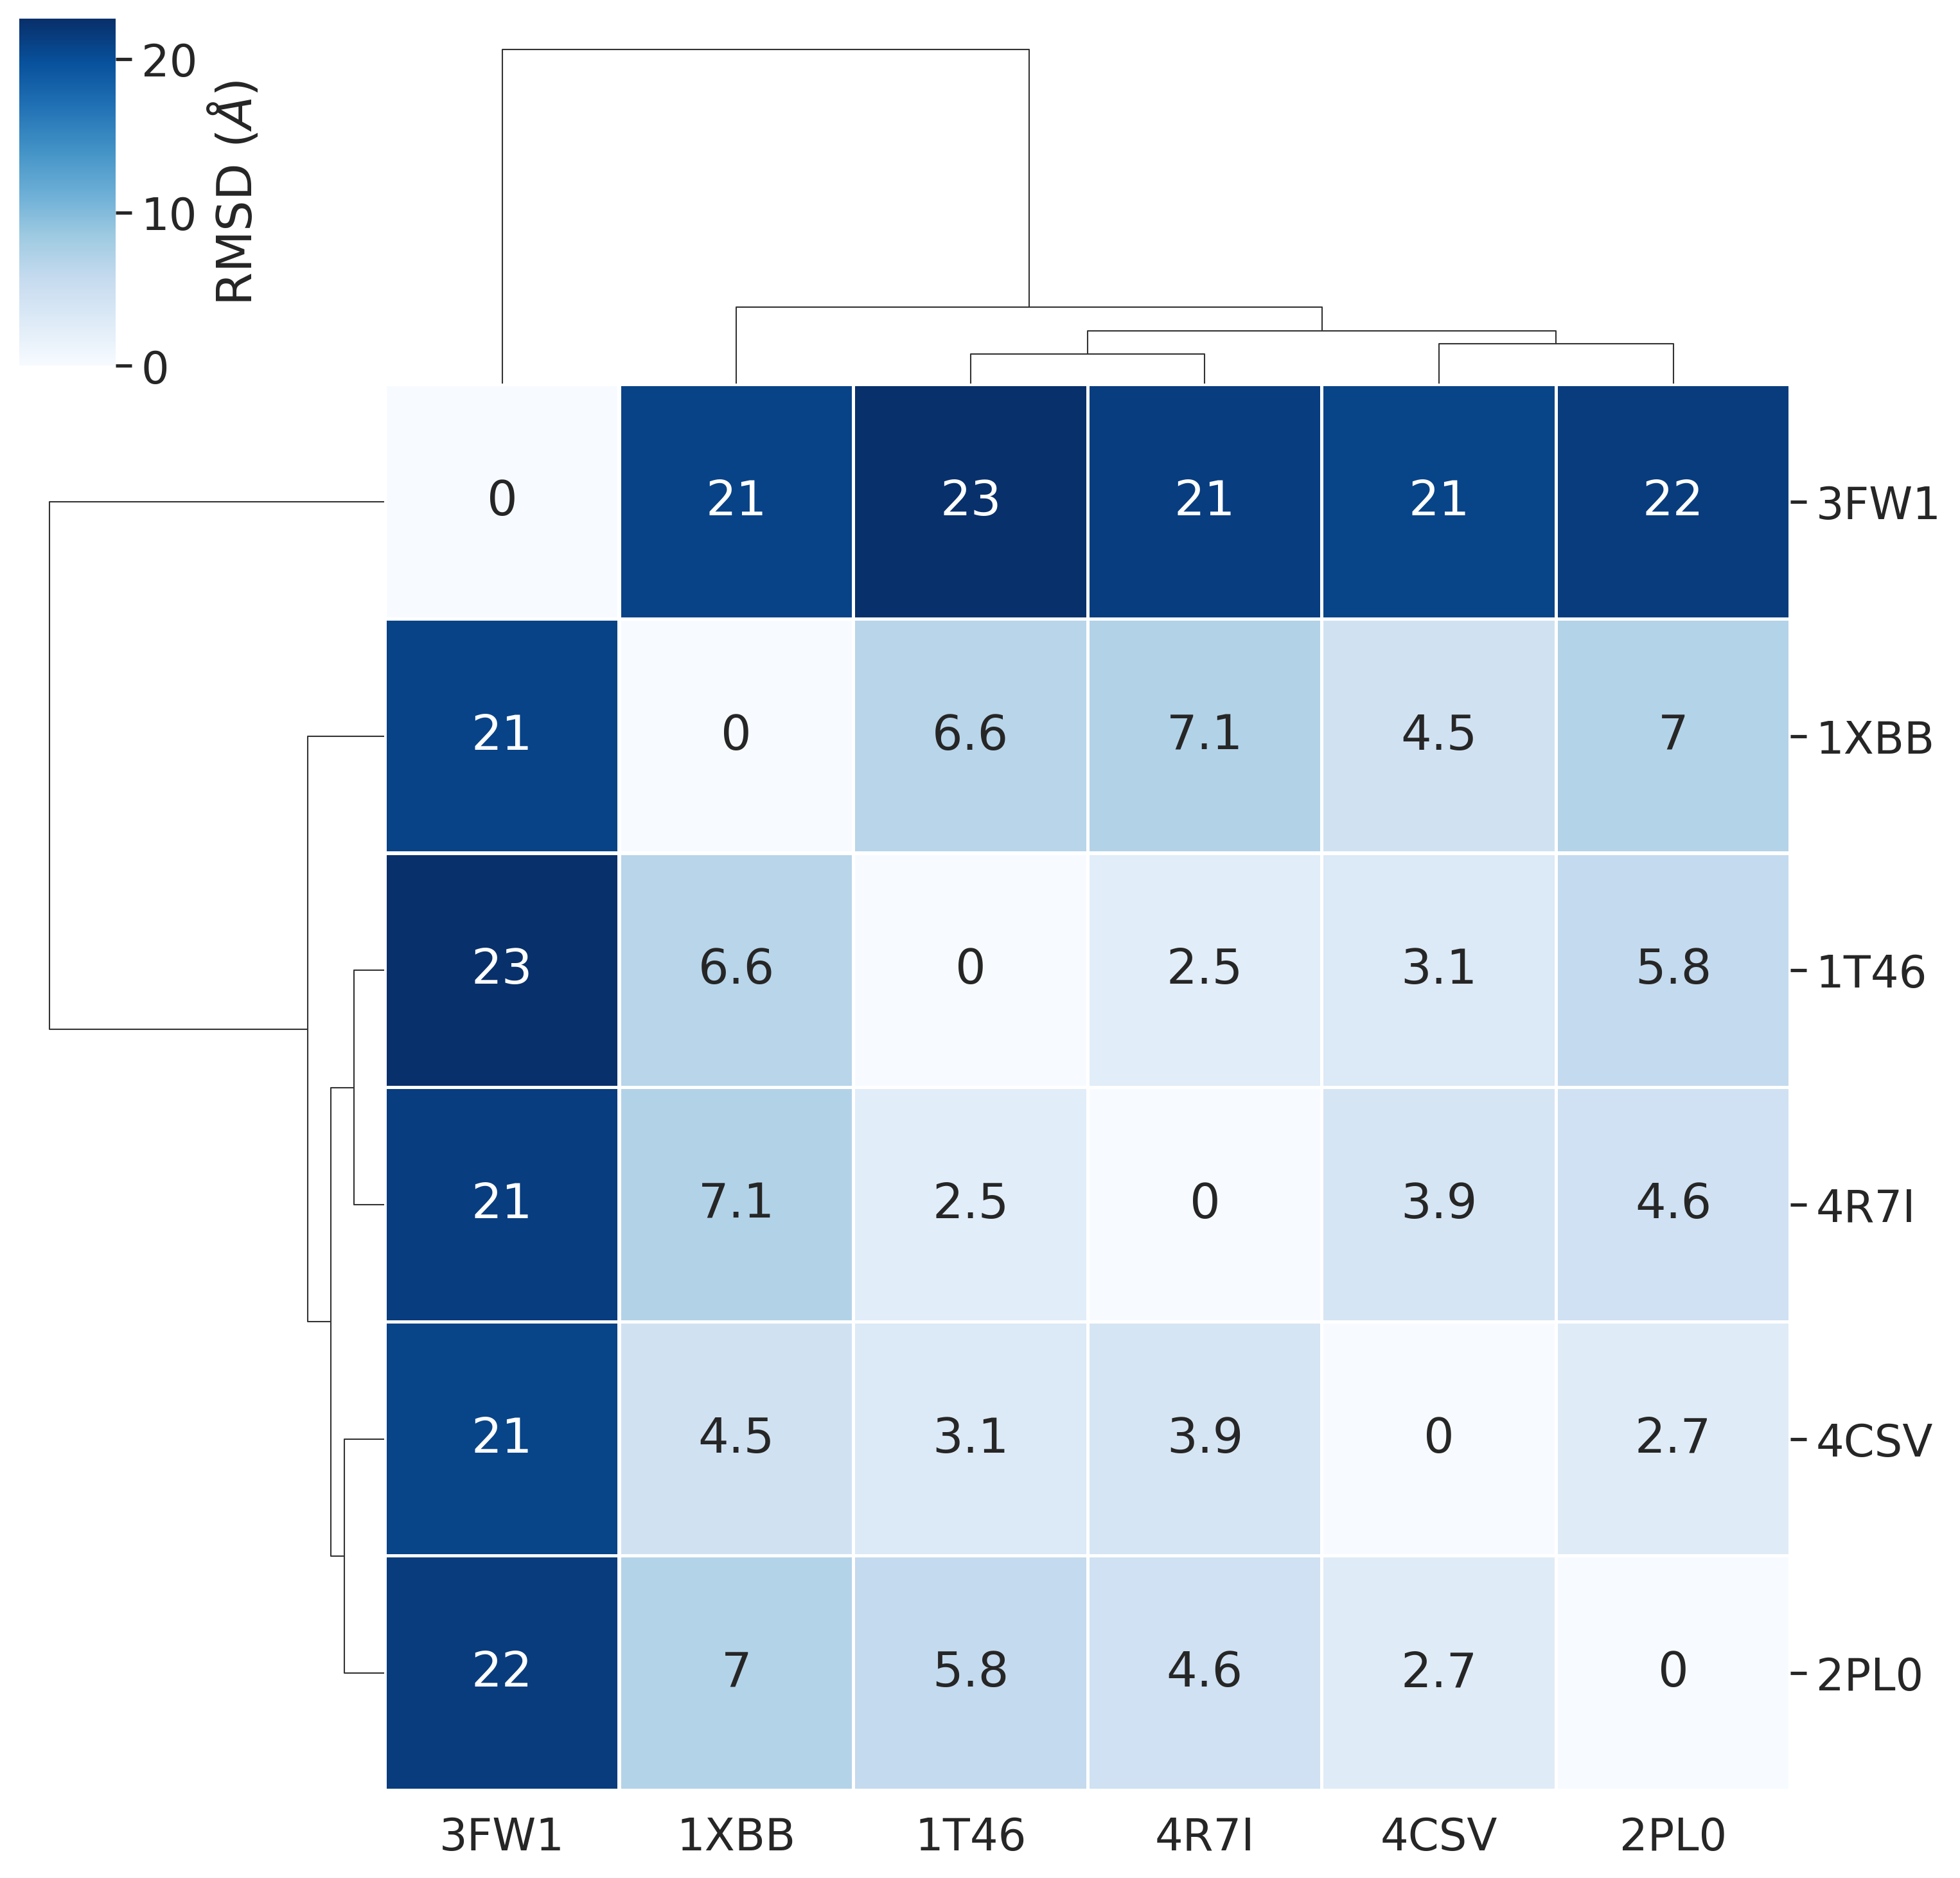 20
10
0
RMSD (Å)
0 21 23 21 21 22 3FW1
21 0 6.6 7.1 4.5 7 1XBB
23 6.6 0 2.5 3.1 5.8 1T46
21 7.1 2.5 0 3.9 4.6 4R7I
21 4.5 3.1 3.9 0 2.7 4CSV
22 7 5.8 4.6 2.7 0 2PL0
3FW1 1XBB 1T46 4R7I 4CSV 2PL0